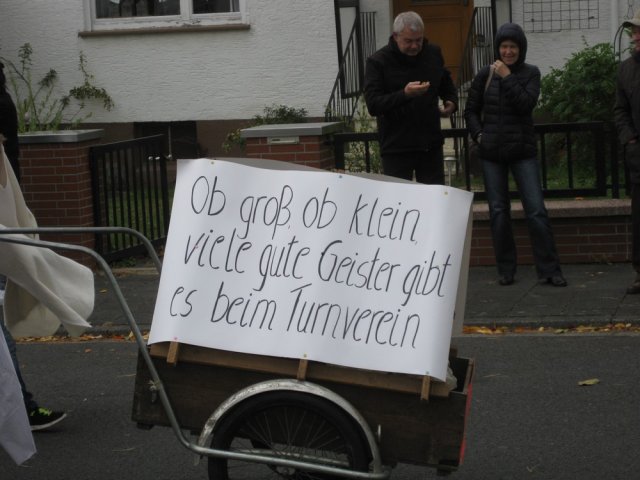 Ob groß, ob klein,
viele gute Geister gibt
es beim Turnverein